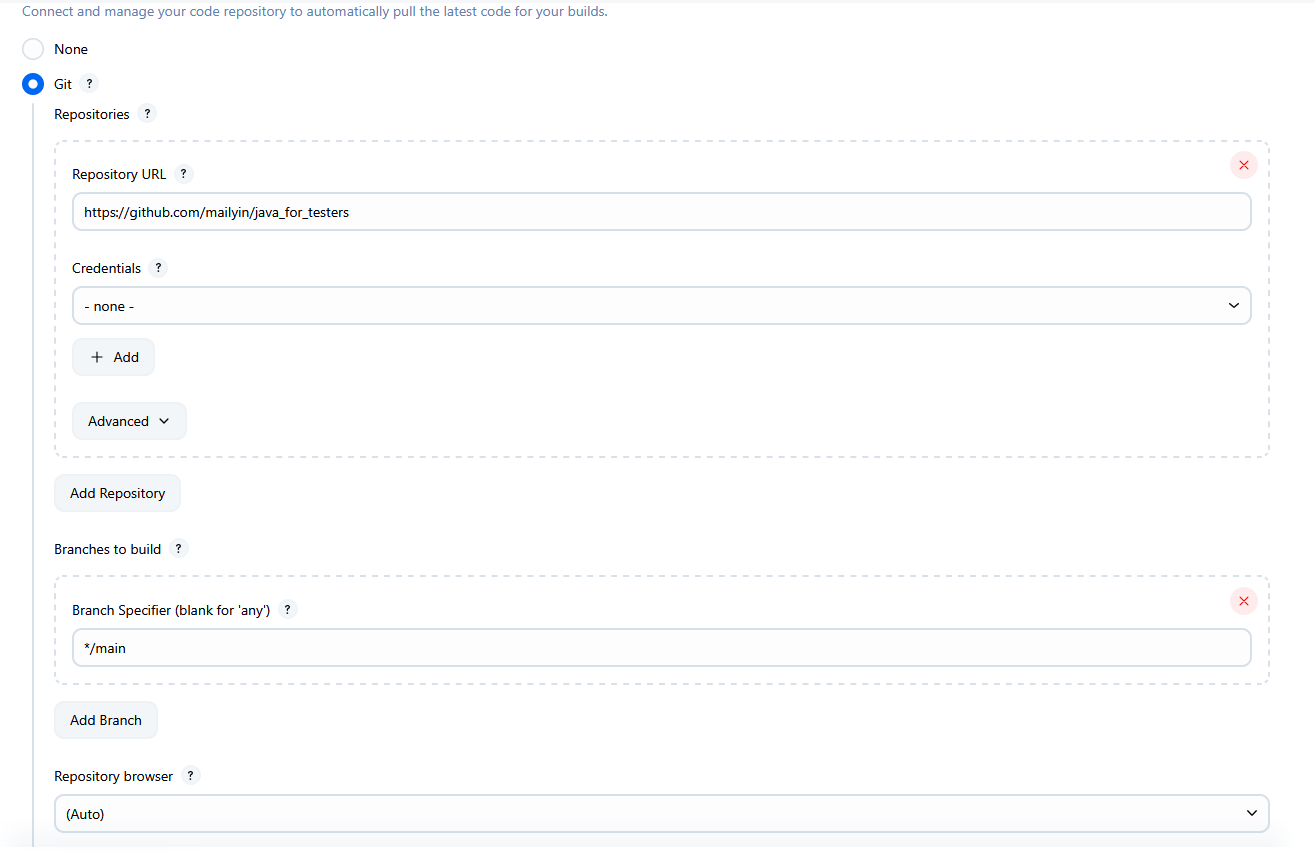 Connect and manage your code repository to automatically pull the latest code for your builds.
None
Git ?
Repositories ?
Repository URL ?
https://github.com/mailyin/java_for_testers
Credentials ?
- none -
+ Add
Advanced
Add Repository
Branches to build ?
Branch Specifier (blank for 'any') ?
*/main
Add Branch
Repository browser ?
(Auto)